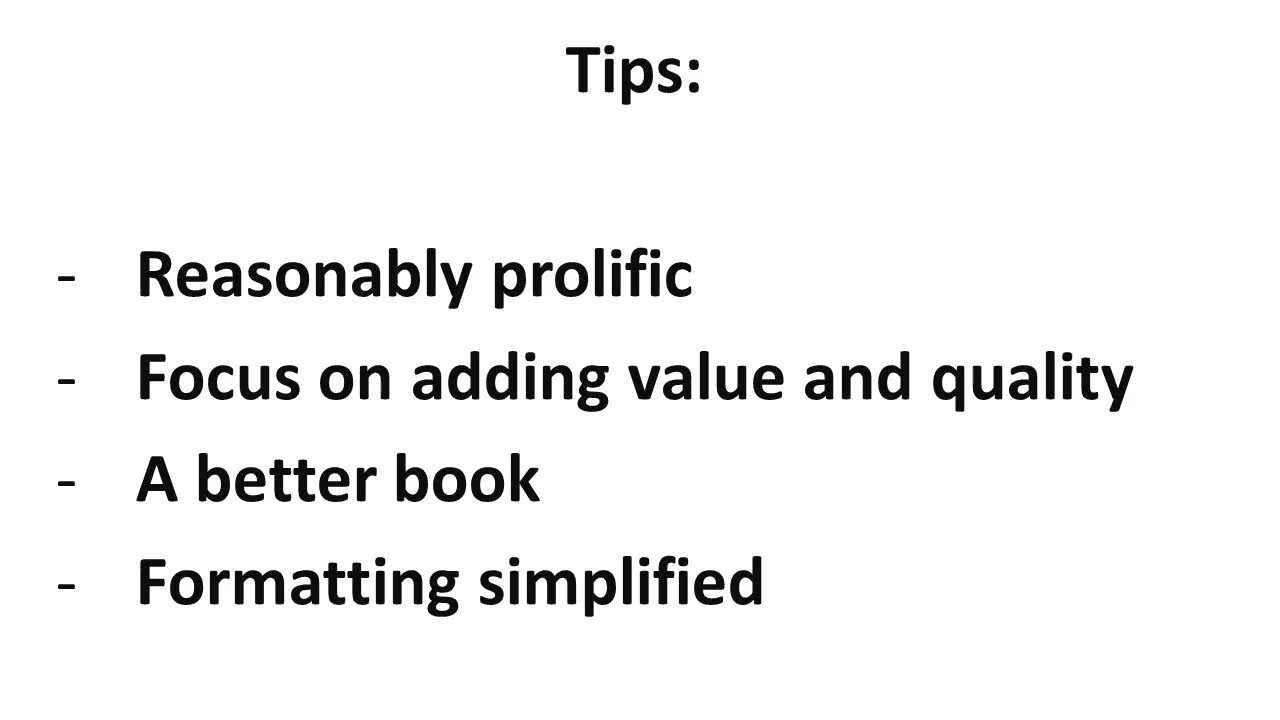 Tips:
- Reasonably prolific
- Focus on adding value and quality
- A better book
- Formatting simplified